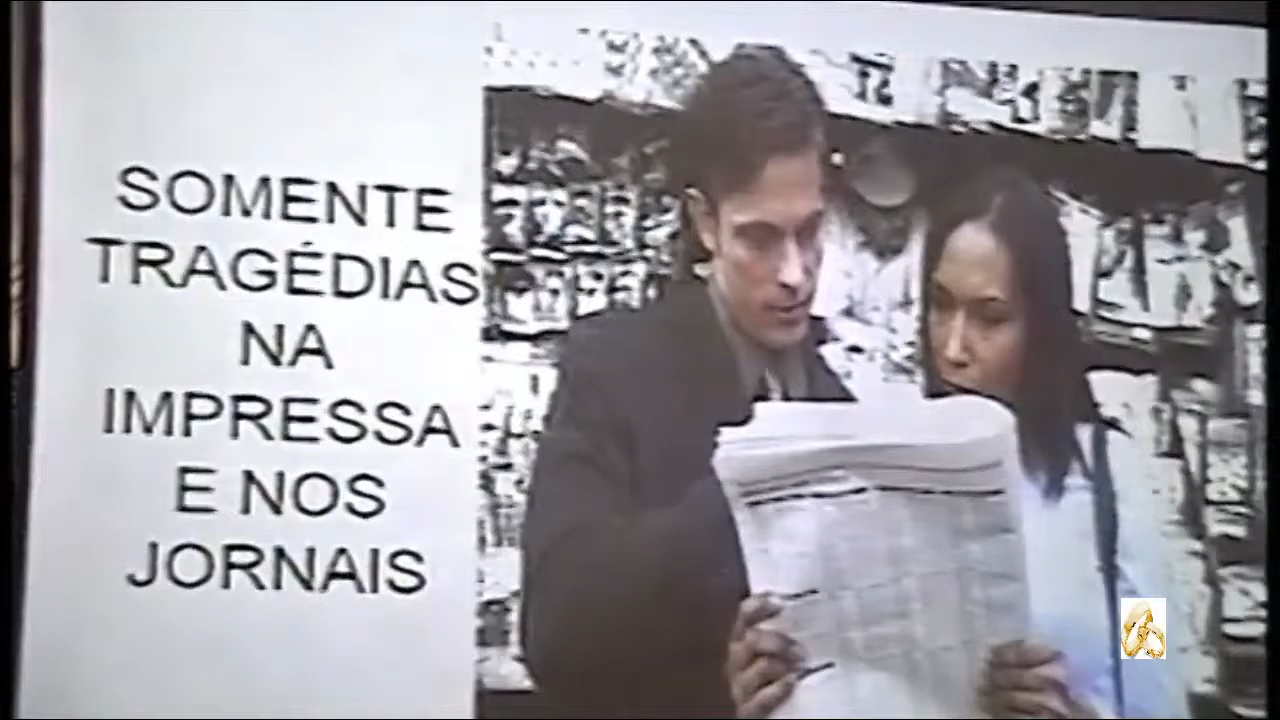 SOMENTE
TRAGÉDIAS
NA
IMPRESSA
E NOS
JORNAIS